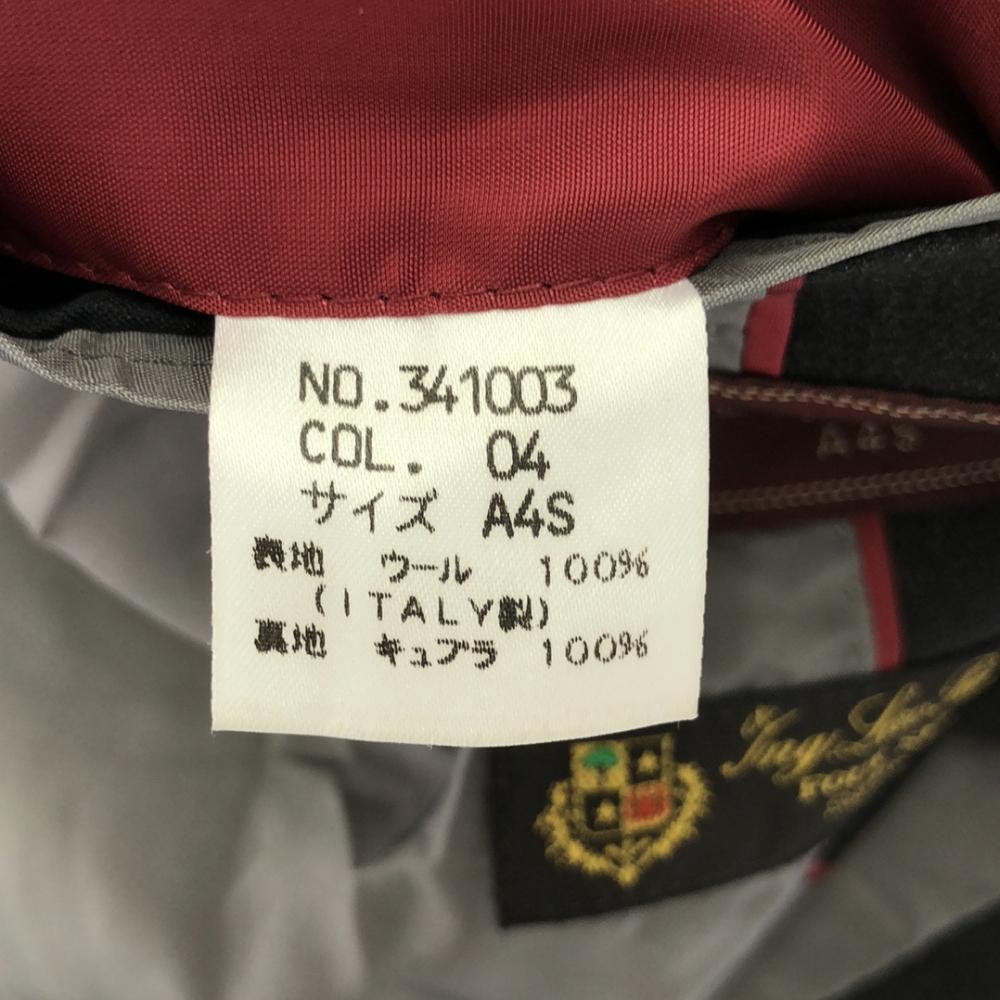 NO.341003
COL. 04
サイズ A4S
表地 ウール 100%
(ITALY製)
裏地 キュプラ 100%
A4S
Ing.